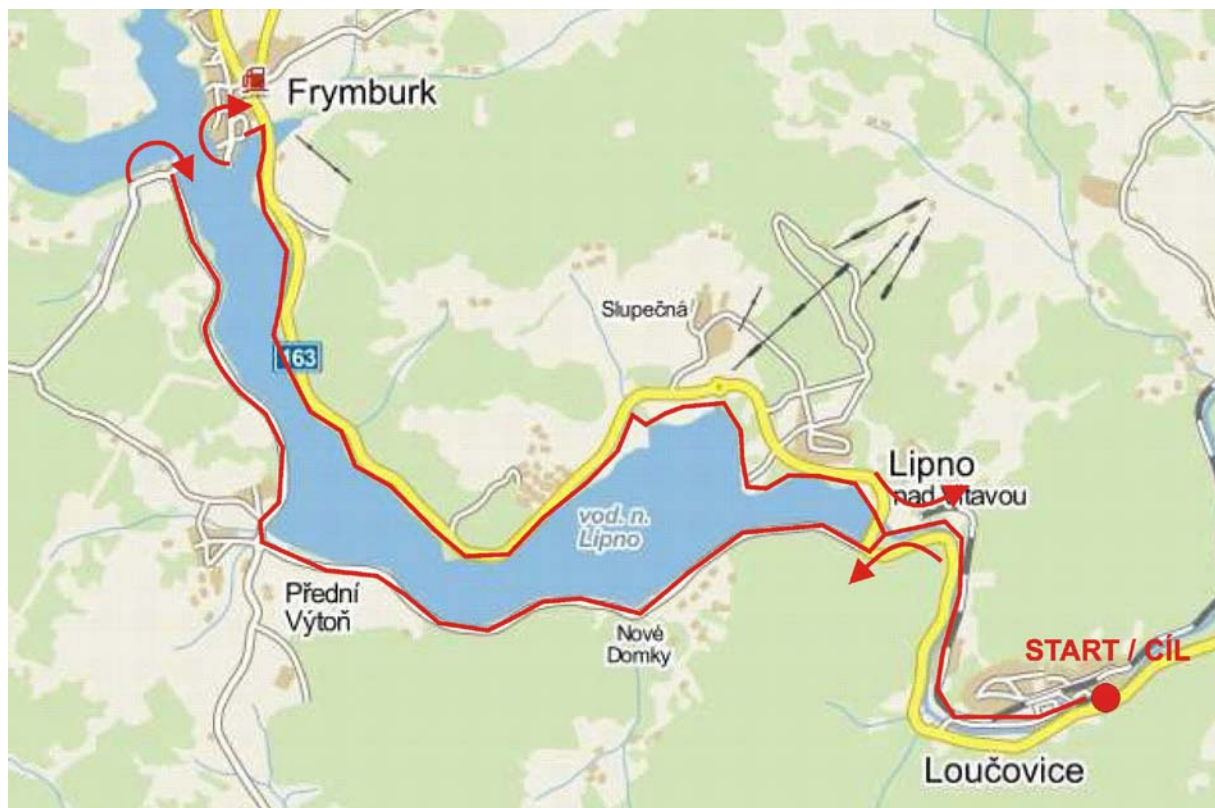 Frymburk
163
Slupečná
Lipno
nad Vltavou
vod. n.
Lipno
Přední
Výtoň
Nové
Domky
START / CÍL
Loučovice